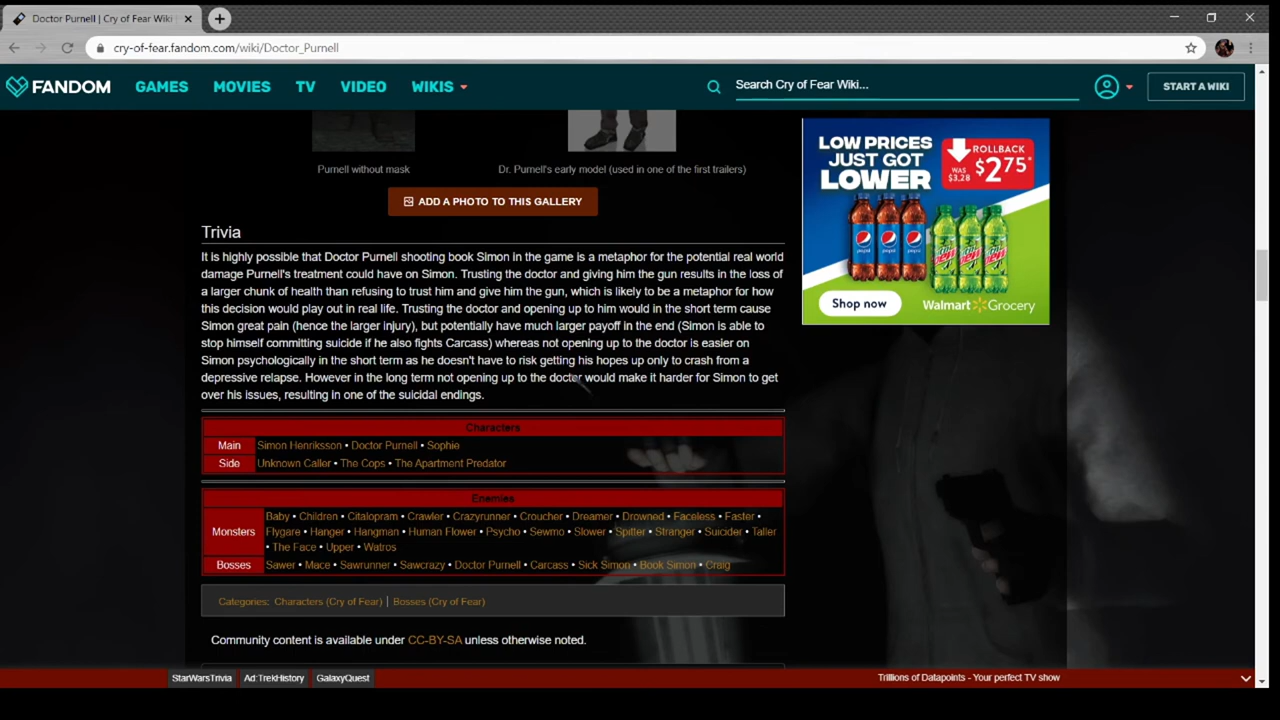 Doctor Purnell | Cry of Fear Wiki
cry-of-fear.fandom.com/wiki/Doctor_Purnell
FANDOM GAMES MOVIES TV VIDEO WIKIS Search Cry of Fear Wiki... START A WIKI
Purnell without mask
Dr. Purnell's early model (used in one of the first trailers)
ADD A PHOTO TO THIS GALLERY
Trivia
It is highly possible that Doctor Purnell shooting book Simon in the game is a metaphor for the potential real world
damage Purnell's treatment could have on Simon. Trusting the doctor and giving him the gun results in the loss of
a larger chunk of health than refusing to trust him and give him the gun, which is likely to be a metaphor for how
this decision would play out in real life. Trusting the doctor and opening up to him would in the short term cause
Simon great pain (hence the larger injury), but potentially have much larger payoff in the end (Simon is able to
stop himself committing suicide if he also fights Carcass) whereas not opening up to the doctor is easier on
Simon psychologically in the short term as he doesn't have to risk getting his hopes up only to crash from a
depressive relapse. However in the long term not opening up to the doctor would make it harder for Simon to get
over his issues, resulting in one of the suicidal endings.
Characters
Main Simon Henriksson • Doctor Purnell • Sophie
Side Unknown Caller • The Cops • The Apartment Predator
Enemies
Monsters
Baby • Children • Citalopram • Crawler • Crazyrunner • Croucher • Dreamer • Drowned • Faceless • Faster •
Flygare • Hanger • Hangman • Human Flower • Psycho • Sewmo • Slower • Spitter • Stranger • Suicider • Taller
• The Face • Upper • Watros
Bosses Sawer • Mace • Sawrunner • Sawcrazy • Doctor Purnell • Carcass • Sick Simon • Book Simon • Craig
Categories: Characters (Cry of Fear) | Bosses (Cry of Fear)
Community content is available under CC-BY-SA unless otherwise noted.
LOW PRICES
JUST GOT
LOWER
ROLLBACK
WAS
$3.28
$2.75*
pepsi pepsi pepsi
Shop now
Walmart Grocery
StarWarsTrivia Ad:TrekHistory GalaxyQuest
Trillions of Datapoints - Your perfect TV show